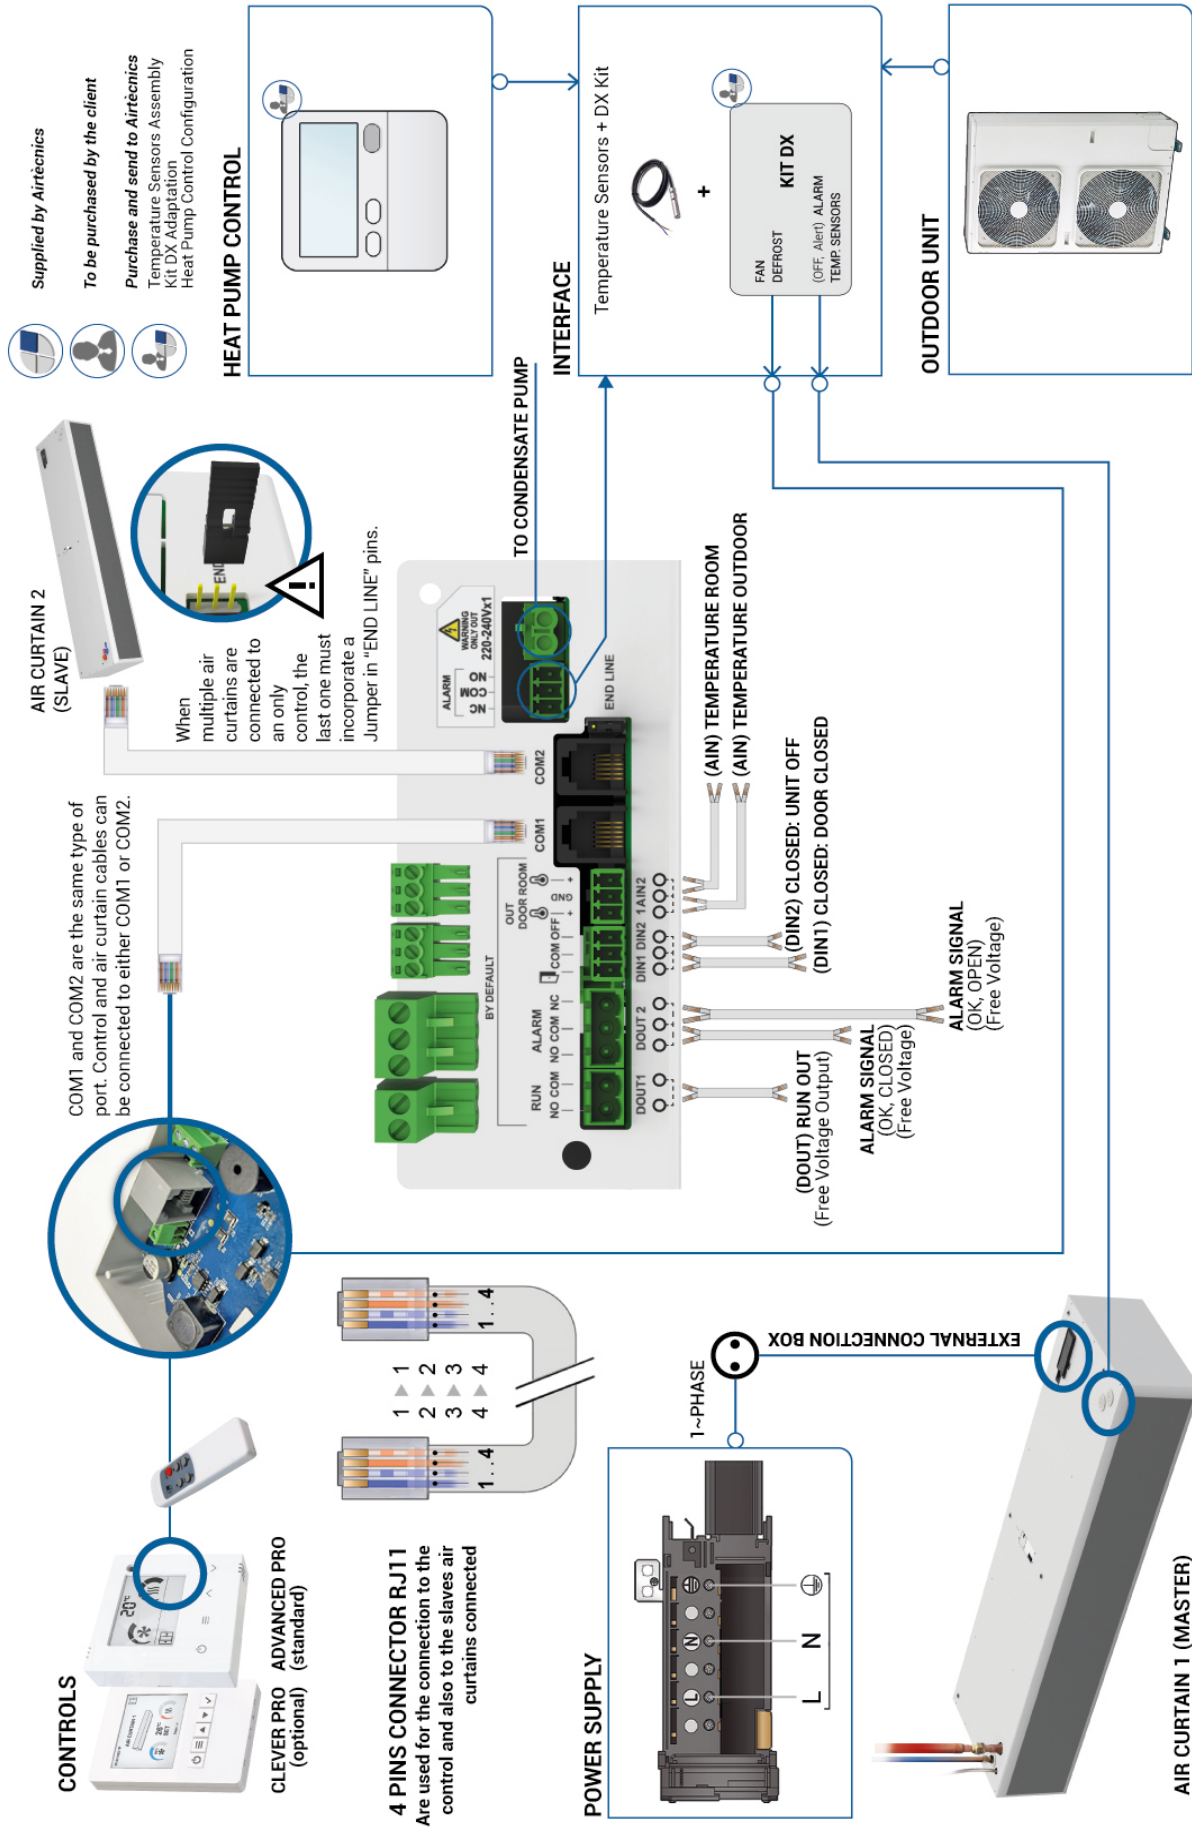 CONTROLS
CLEVER PRO
(optional)
ADVANCED PRO
(standard)
20°C
AIR CURTAIN 1
26°C
SET
COM1 and COM2 are the same type of
port. Control and air curtain cables can
be connected to either COM1 or COM2.
AIR CURTAIN 2
(SLAVE)
When
multiple air
curtains are
connected to
an only
control, the
last one must
incorporate a
Jumper in “END LINE” pins.
END
!
Supplied by Airtècnics
To be purchased by the client
Purchase and send to Airtècnics
Temperature Sensors Assembly
Kit DX Adaptation
Heat Pump Control Configuration
HEAT PUMP CONTROL
4 PINS CONNECTOR RJ11
Are used for the connection to the
control and also to the slaves air
curtains connected
1..4
1 1
2 2
3 3
4 4
1..4
BY DEFAULT
RUN
NO COM
ALARM
NO COM NC
COM OFF
OUT
DOOR ROOM
+ GND +
COM1
COM2
ALARM
NC
COM
NO
WARNING
ONLY OUT
220-240Vx1
END LINE
DOUT1
DOUT 2
DIN1 DIN2
1AIN2
TO CONDENSATE PUMP
(DOUT) RUN OUT
(Free Voltage Output)
ALARM SIGNAL
(OK, CLOSED)
(Free Voltage)
ALARM SIGNAL
(OK, OPEN)
(Free Voltage)
(DIN2) CLOSED: UNIT OFF
(DIN1) CLOSED: DOOR CLOSED
(AIN) TEMPERATURE ROOM
(AIN) TEMPERATURE OUTDOOR
INTERFACE
Temperature Sensors + DX Kit
+
KIT DX
FAN
DEFROST
(OFF, Alert) ALARM
TEMP. SENSORS
OUTDOOR UNIT
POWER SUPPLY
L
N
L N
1~PHASE
EXTERNAL CONNECTION BOX
AIR CURTAIN 1 (MASTER)